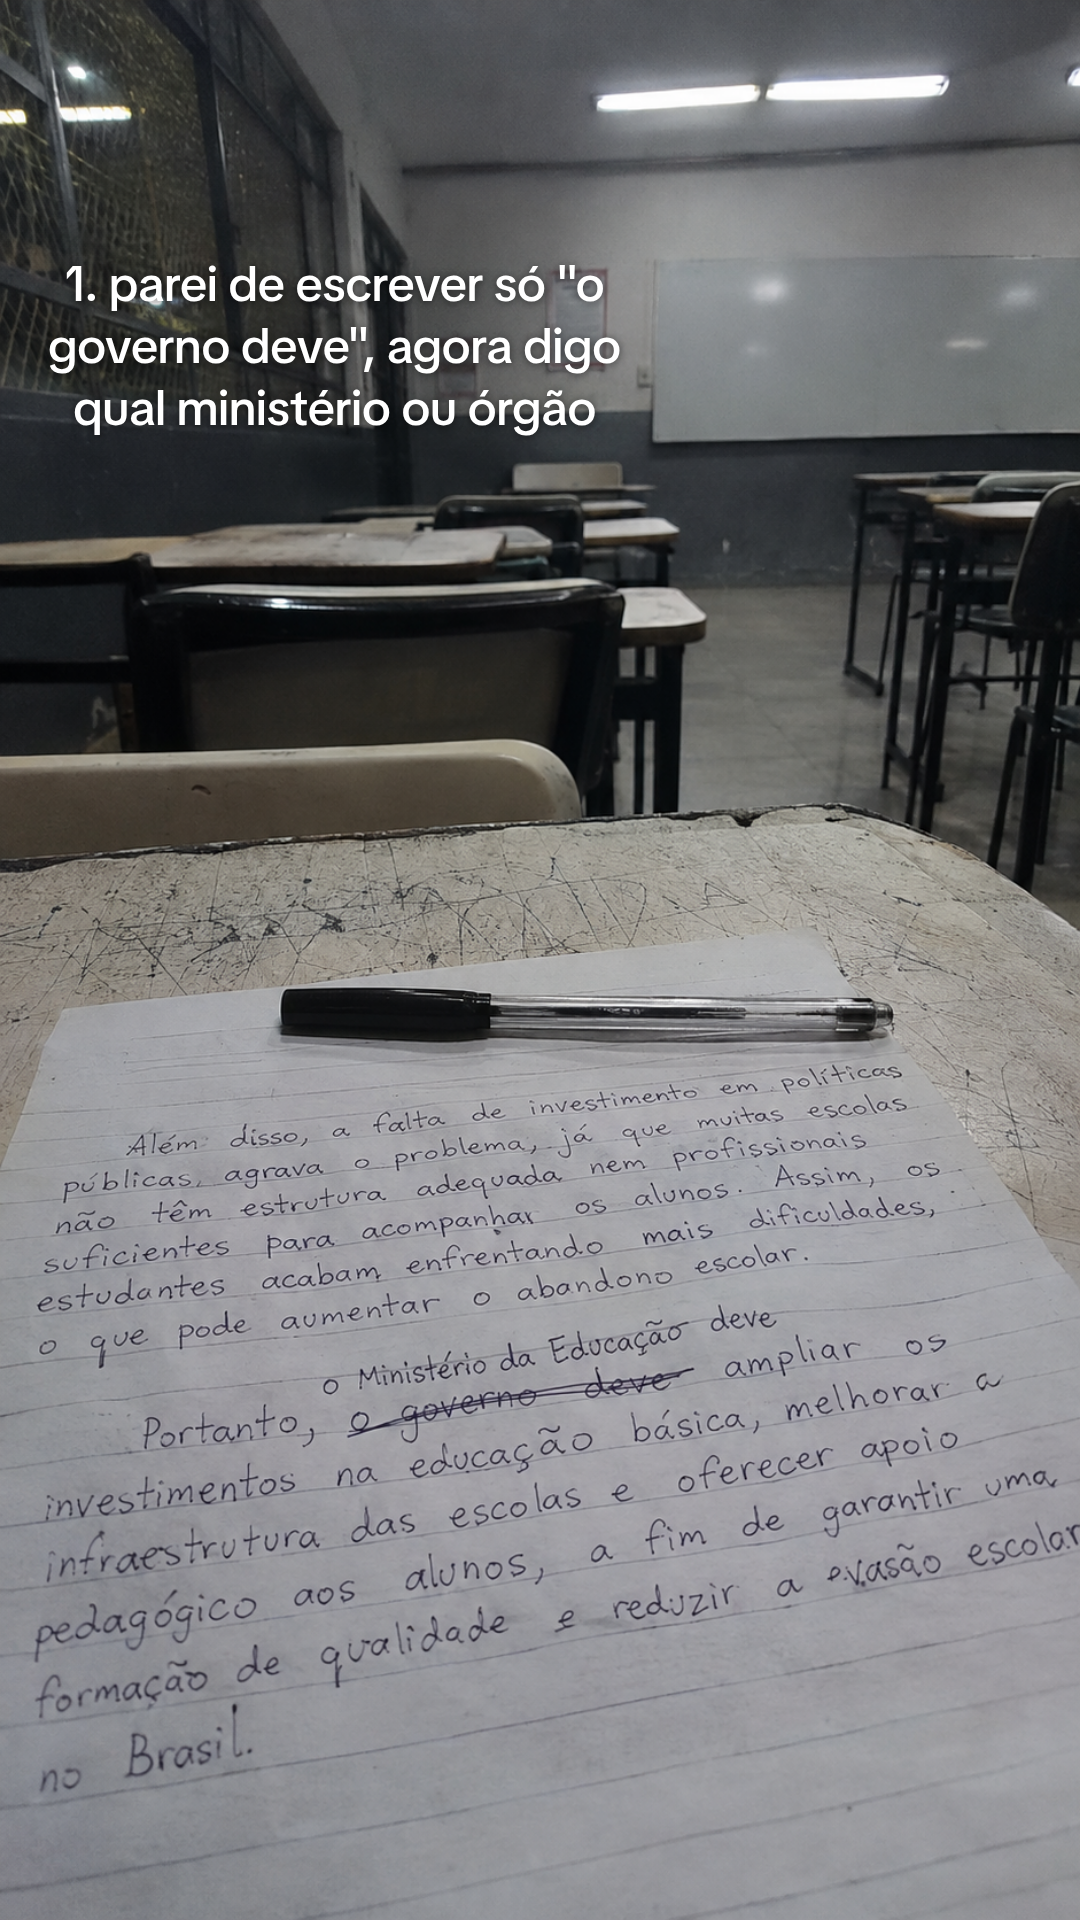 1. parei de escrever só "o
governo deve", agora digo
qual ministério ou órgão
Além disso, a falta de investimento em políticas
públicas, agrava o problema, já que muitas escolas
não têm estrutura adequada nem profissionais
suficientes para acompanhar os alunos. Assim, os
estudantes acabam enfrentando mais dificuldades,
o que pode aumentar o abandono escolar.
o Ministério da Educação deve
Portanto, o governo deve ampliar os
investimentos na educação básica, melhorar a
infraestrutura das escolas e oferecer apoio
pedagógico aos alunos, a fim de garantir uma
formação de qualidade e reduzir a evasão escolar
no Brasil.